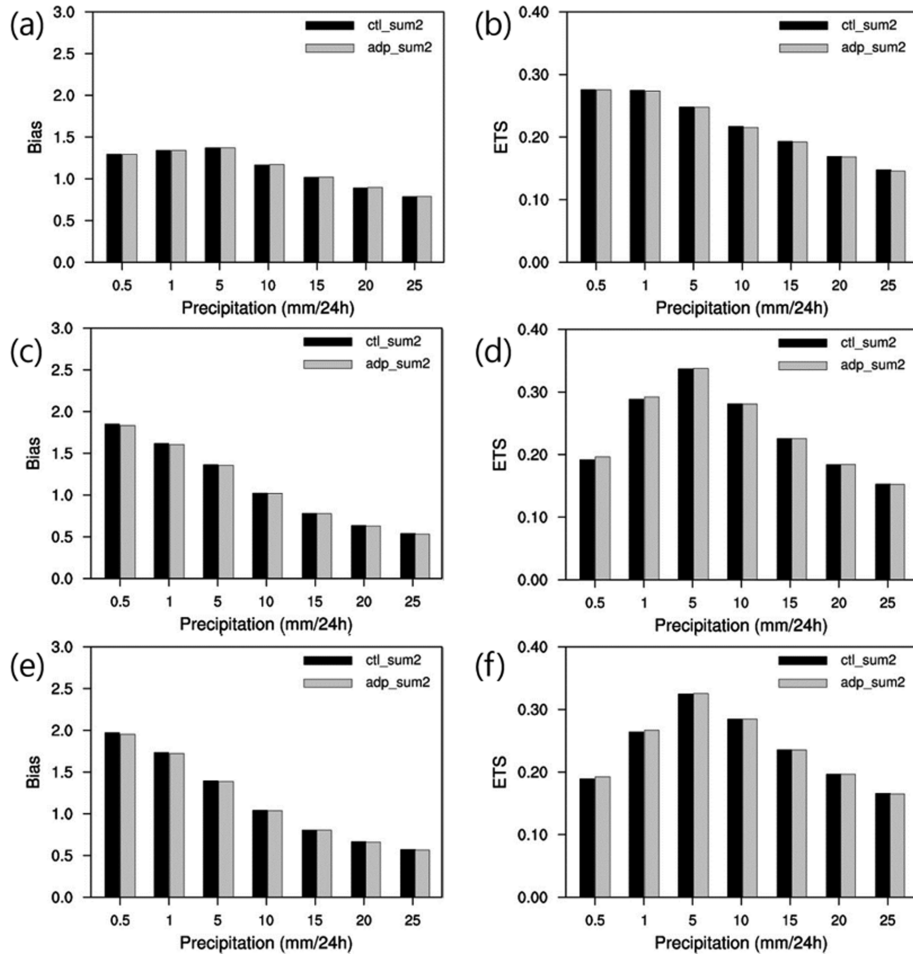 (a)
3.0
2.5
2.0
1.5
1.0
0.5
0.0
Bias
ctl_sum2
adp_sum2
0.5 1 5 10 15 20 25
Precipitation (mm/24h)
(b)
0.40
0.30
0.20
0.10
0.00
ETS
ctl_sum2
adp_sum2
0.5 1 5 10 15 20 25
Precipitation (mm/24h)
(c)
3.0
2.5
2.0
1.5
1.0
0.5
0.0
Bias
ctl_sum2
adp_sum2
0.5 1 5 10 15 20 25
Precipitation (mm/24h)
(d)
0.40
0.30
0.20
0.10
0.00
ETS
ctl_sum2
adp_sum2
0.5 1 5 10 15 20 25
Precipitation (mm/24h)
(e)
3.0
2.5
2.0
1.5
1.0
0.5
0.0
Bias
ctl_sum2
adp_sum2
0.5 1 5 10 15 20 25
Precipitation (mm/24h)
(f)
0.40
0.30
0.20
0.10
0.00
ETS
ctl_sum2
adp_sum2
0.5 1 5 10 15 20 25
Precipitation (mm/24h)